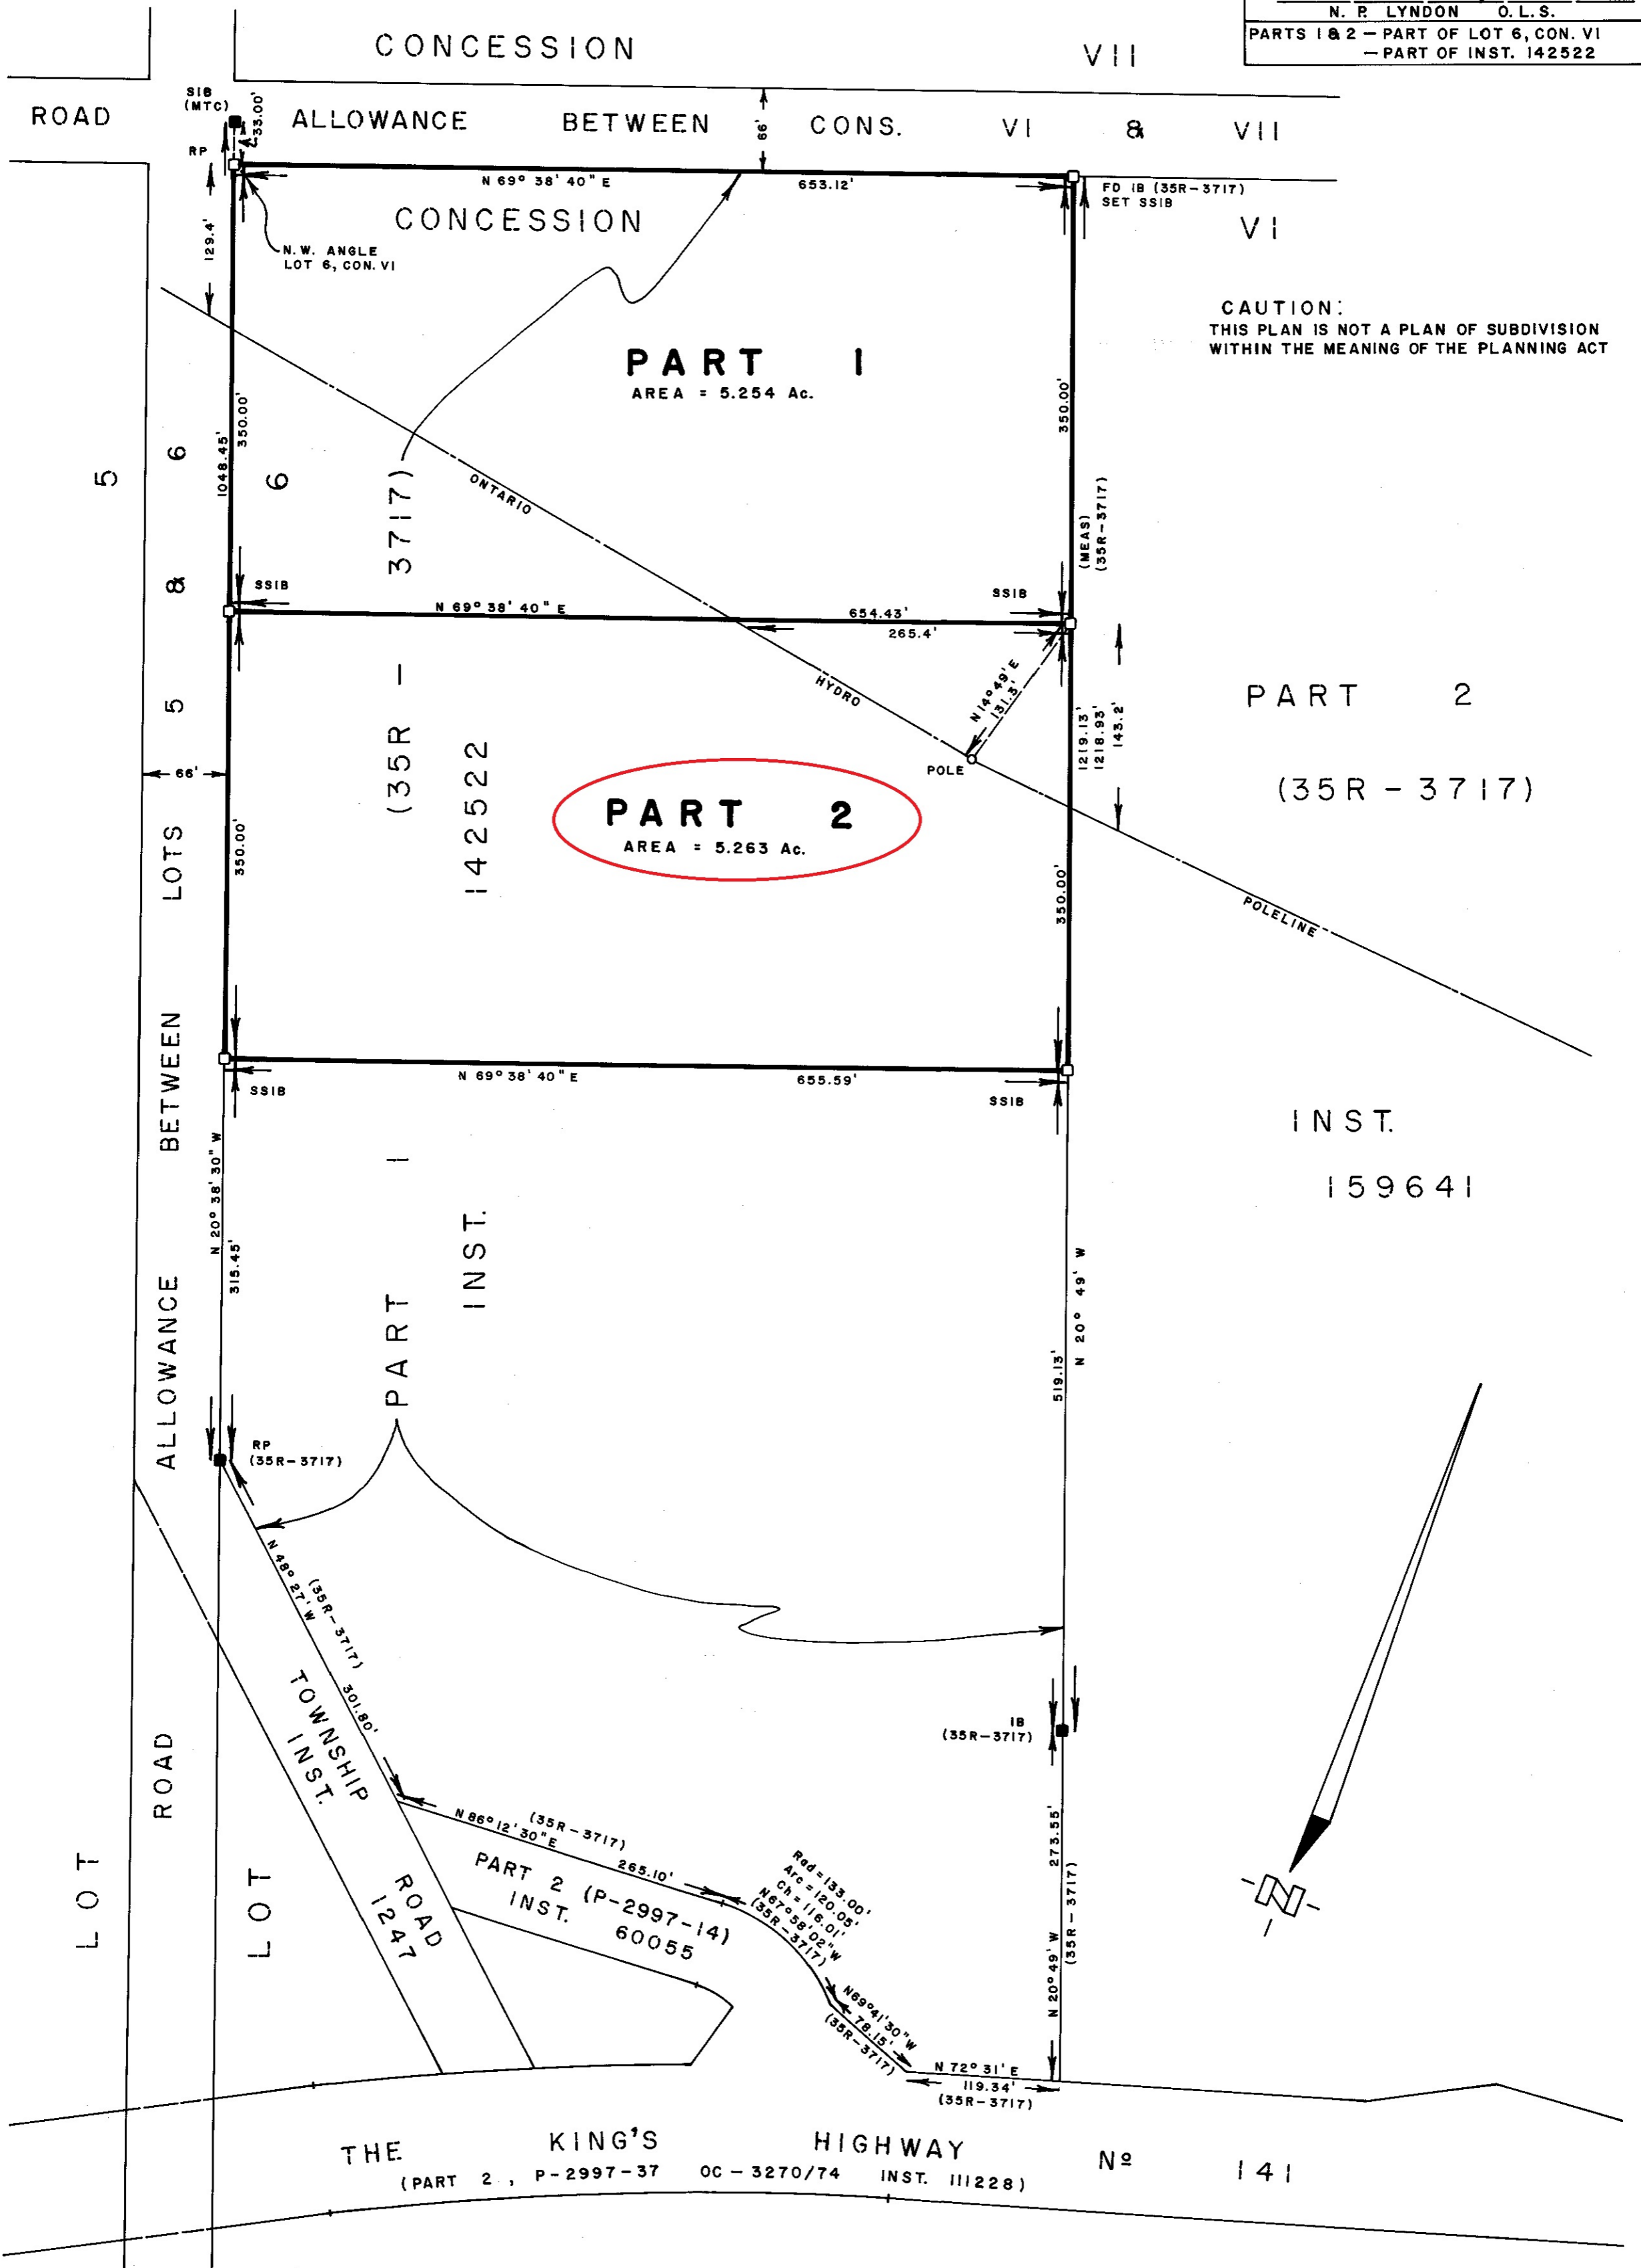 N. P. LYNDON O.L.S.
PARTS 1 & 2 – PART OF LOT 6, CON. VI
– PART OF INST. 142522
CONCESSION VII
ROAD ALLOWANCE BETWEEN CONS. VI & VII
SIB
(MTC)
33.00'
66'
RP
N 69° 38' 40" E 653.12'
FD IB (35R–3717)
SET SSIB
CONCESSION VI
129.4'
N.W. ANGLE
LOT 6, CON. VI
CAUTION:
THIS PLAN IS NOT A PLAN OF SUBDIVISION
WITHIN THE MEANING OF THE PLANNING ACT
PART 1
AREA = 5.254 Ac.
350.00'
1048.45'
350.00'
(MEAS)
(35R–3717)
ONTARIO
HYDRO
POLELINE
SSIB
N 69° 38' 40" E 654.43'
SSIB
265.4'
N 14° 49' E
131.3'
POLE
1219.13'
1218.93'
143.2'
PART 2
(35R – 3717)
66'
PART 2
AREA = 5.263 Ac.
350.00'
350.00'
N 69° 38' 40" E 655.59'
SSIB
SSIB
INST.
159641
PART 1 (35R – 3717)
INST. 142522
ROAD ALLOWANCE BETWEEN LOTS 5 & 6
LOT 5
LOT 6
N 20° 38' 30" W
315.45'
N 20° 49' W
519.13'
RP
(35R–3717)
N 48° 27' W 301.80'
(35R–3717)
TOWNSHIP ROAD
INST. 1247
IB
(35R–3717)
N 86° 12' 30" E 265.10'
(35R–3717)
PART 2 (P-2997-14)
INST. 60055
Rad = 133.00'
Arc = 120.05'
Ch = 116.01'
N67°58'02"W
(35R–3717)
N69°41'30"W
78.15'
(35R–3717)
N 20° 49' W 273.55'
(35R–3717)
N 72° 31' E
119.34'
(35R–3717)
N
THE KING'S HIGHWAY Nº 141
(PART 2, P-2997-37 OC – 3270/74 INST. 111228)